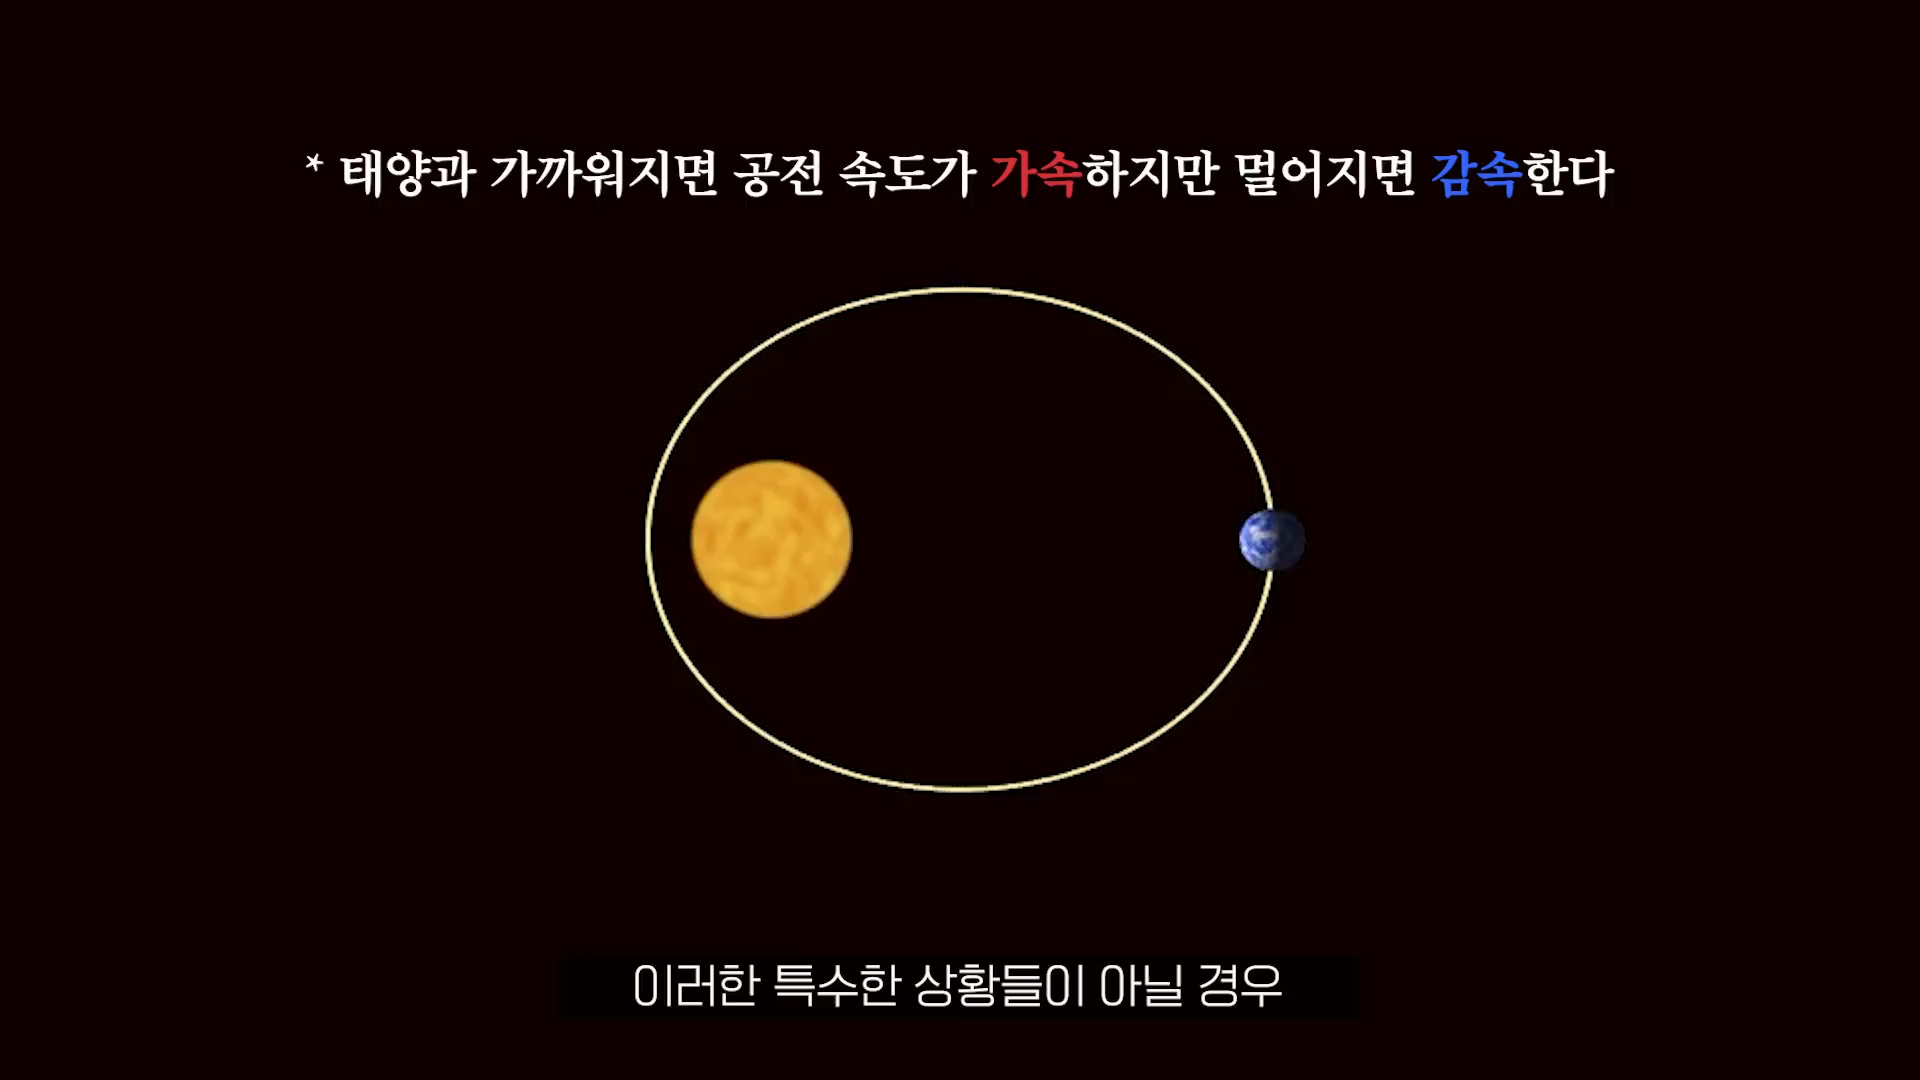 * 태양과 가까워지면 공전 속도가 가속하지만 멀어지면 감속한다
이러한 특수한 상황들이 아닐 경우